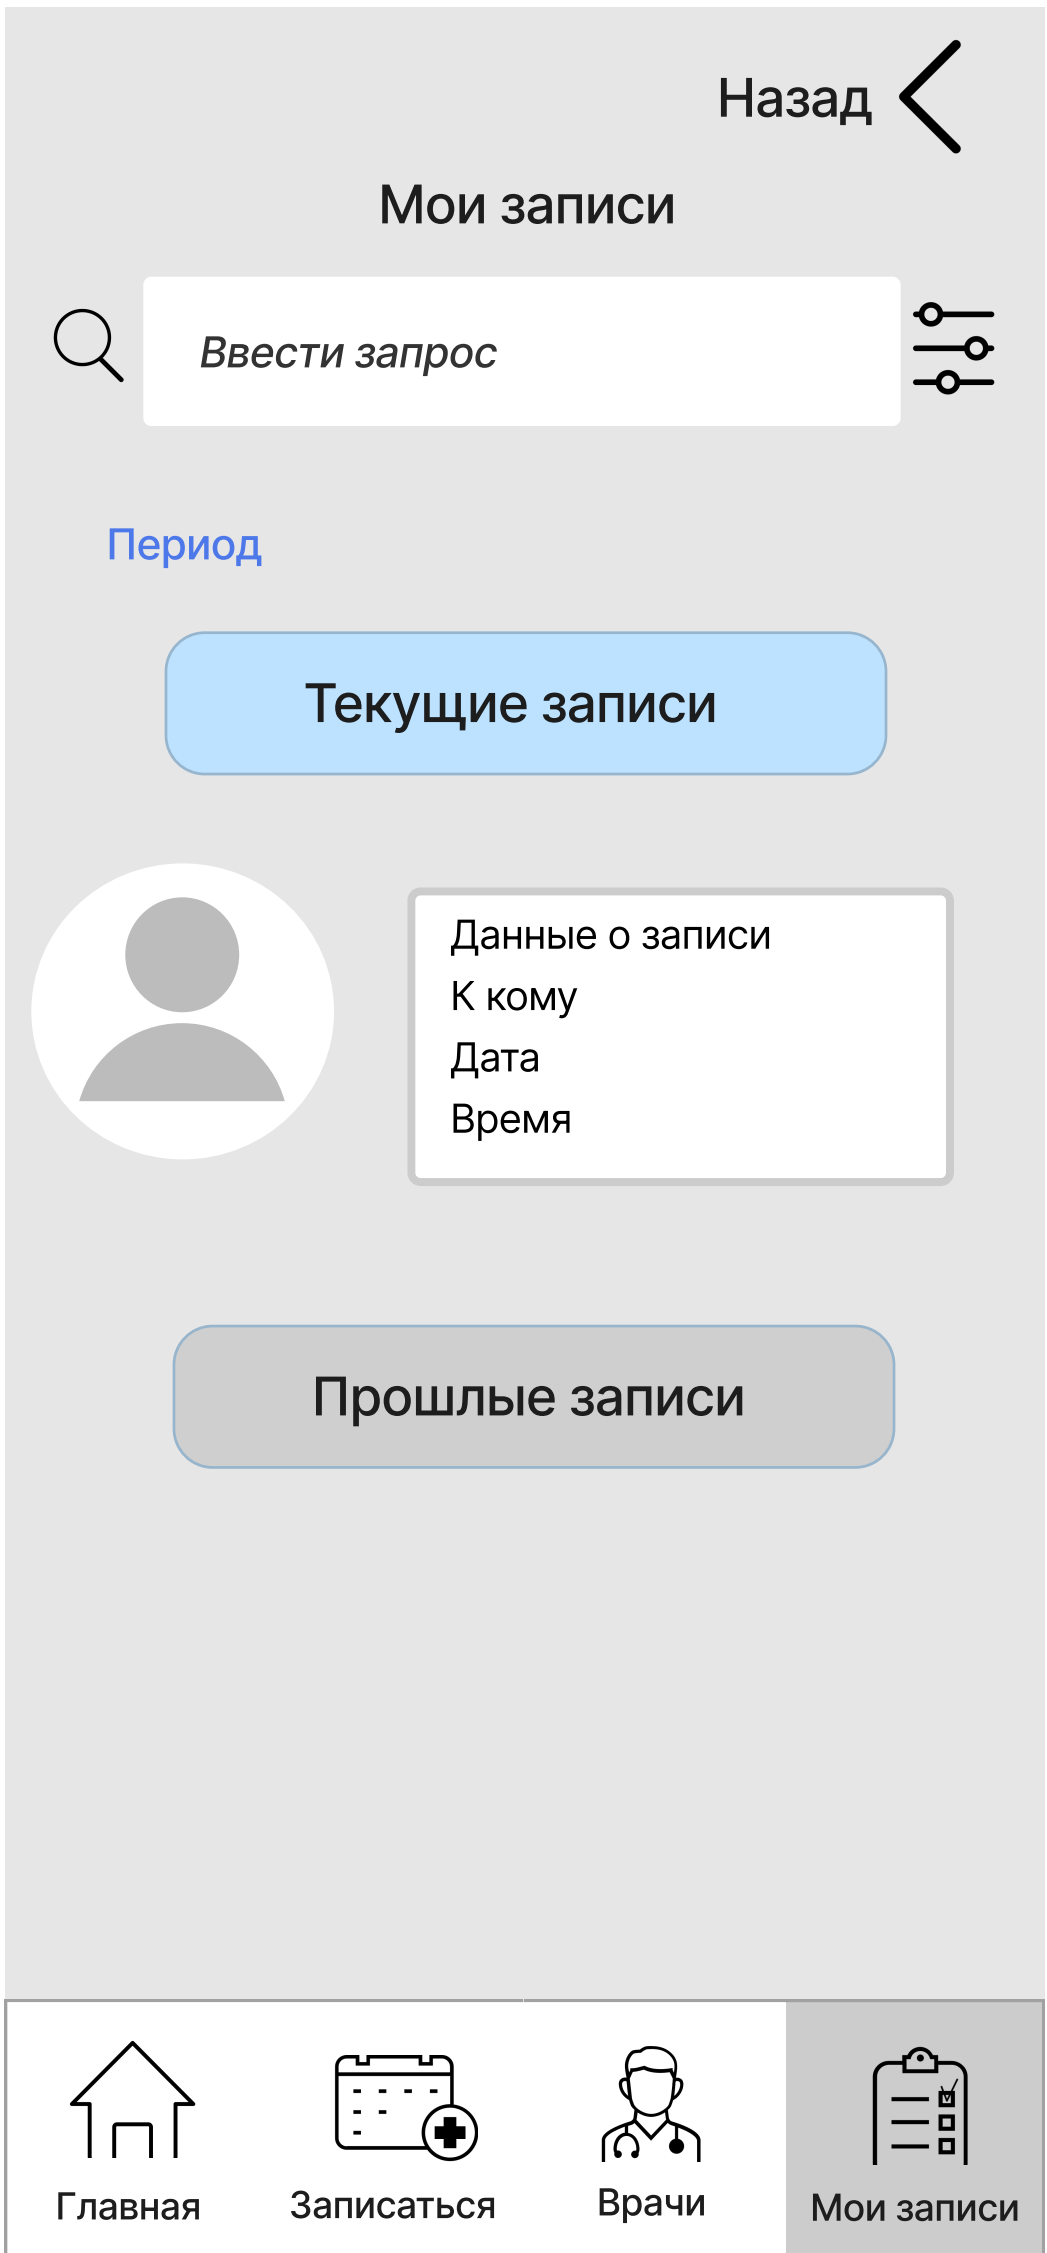 Назад
Мои записи
Ввести запрос
Период
Текущие записи
Данные о записи
К кому
Дата
Время
Прошлые записи
Главная
Записаться
Врачи
Мои записи